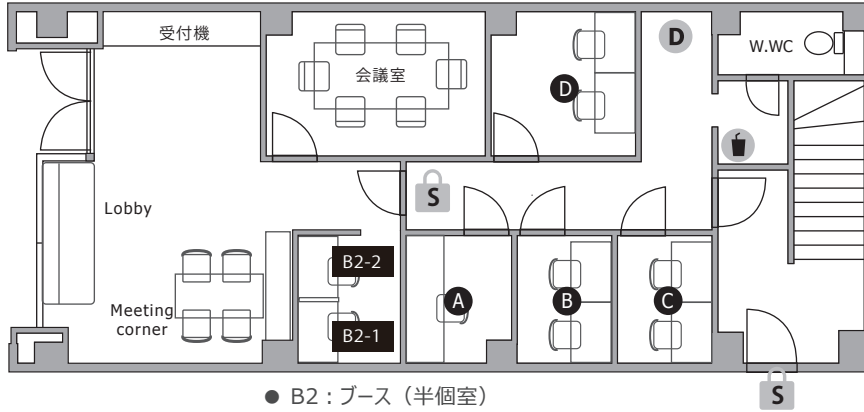 受付機
会議室
D
D
W.WC
S
Lobby
B2-2
A
B
C
Meeting
corner
B2-1
S
● B2：ブース（半個室）